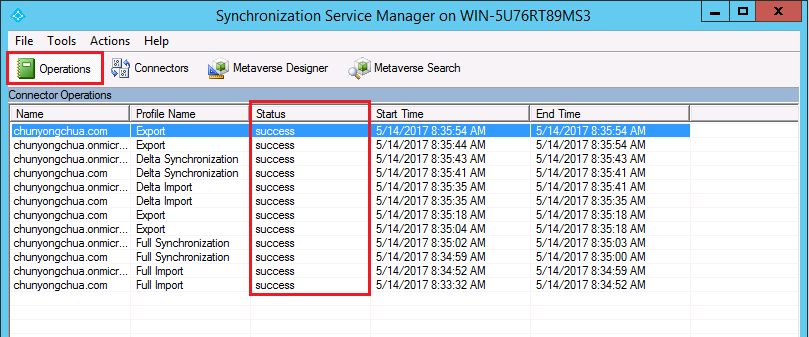 Synchronization Service Manager on WIN-5U76RT89MS3
File Tools Actions Help
Operations Connectors Metaverse Designer Metaverse Search
Connector Operations
Name Profile Name Status Start Time End Time
chunyongchua.com Export success 5/14/2017 8:35:54 AM 5/14/2017 8:35:54 AM
chunyongchua.onmicr... Export success 5/14/2017 8:35:44 AM 5/14/2017 8:35:54 AM
chunyongchua.onmicr... Delta Synchronization success 5/14/2017 8:35:43 AM 5/14/2017 8:35:43 AM
chunyongchua.com Delta Synchronization success 5/14/2017 8:35:41 AM 5/14/2017 8:35:43 AM
chunyongchua.onmicr... Delta Import success 5/14/2017 8:35:35 AM 5/14/2017 8:35:41 AM
chunyongchua.com Delta Import success 5/14/2017 8:35:35 AM 5/14/2017 8:35:35 AM
chunyongchua.com Export success 5/14/2017 8:35:18 AM 5/14/2017 8:35:18 AM
chunyongchua.onmicr... Export success 5/14/2017 8:35:04 AM 5/14/2017 8:35:18 AM
chunyongchua.onmicr... Full Synchronization success 5/14/2017 8:35:02 AM 5/14/2017 8:35:03 AM
chunyongchua.com Full Synchronization success 5/14/2017 8:34:59 AM 5/14/2017 8:35:00 AM
chunyongchua.onmicr... Full Import success 5/14/2017 8:34:52 AM 5/14/2017 8:34:59 AM
chunyongchua.com Full Import success 5/14/2017 8:33:32 AM 5/14/2017 8:34:52 AM